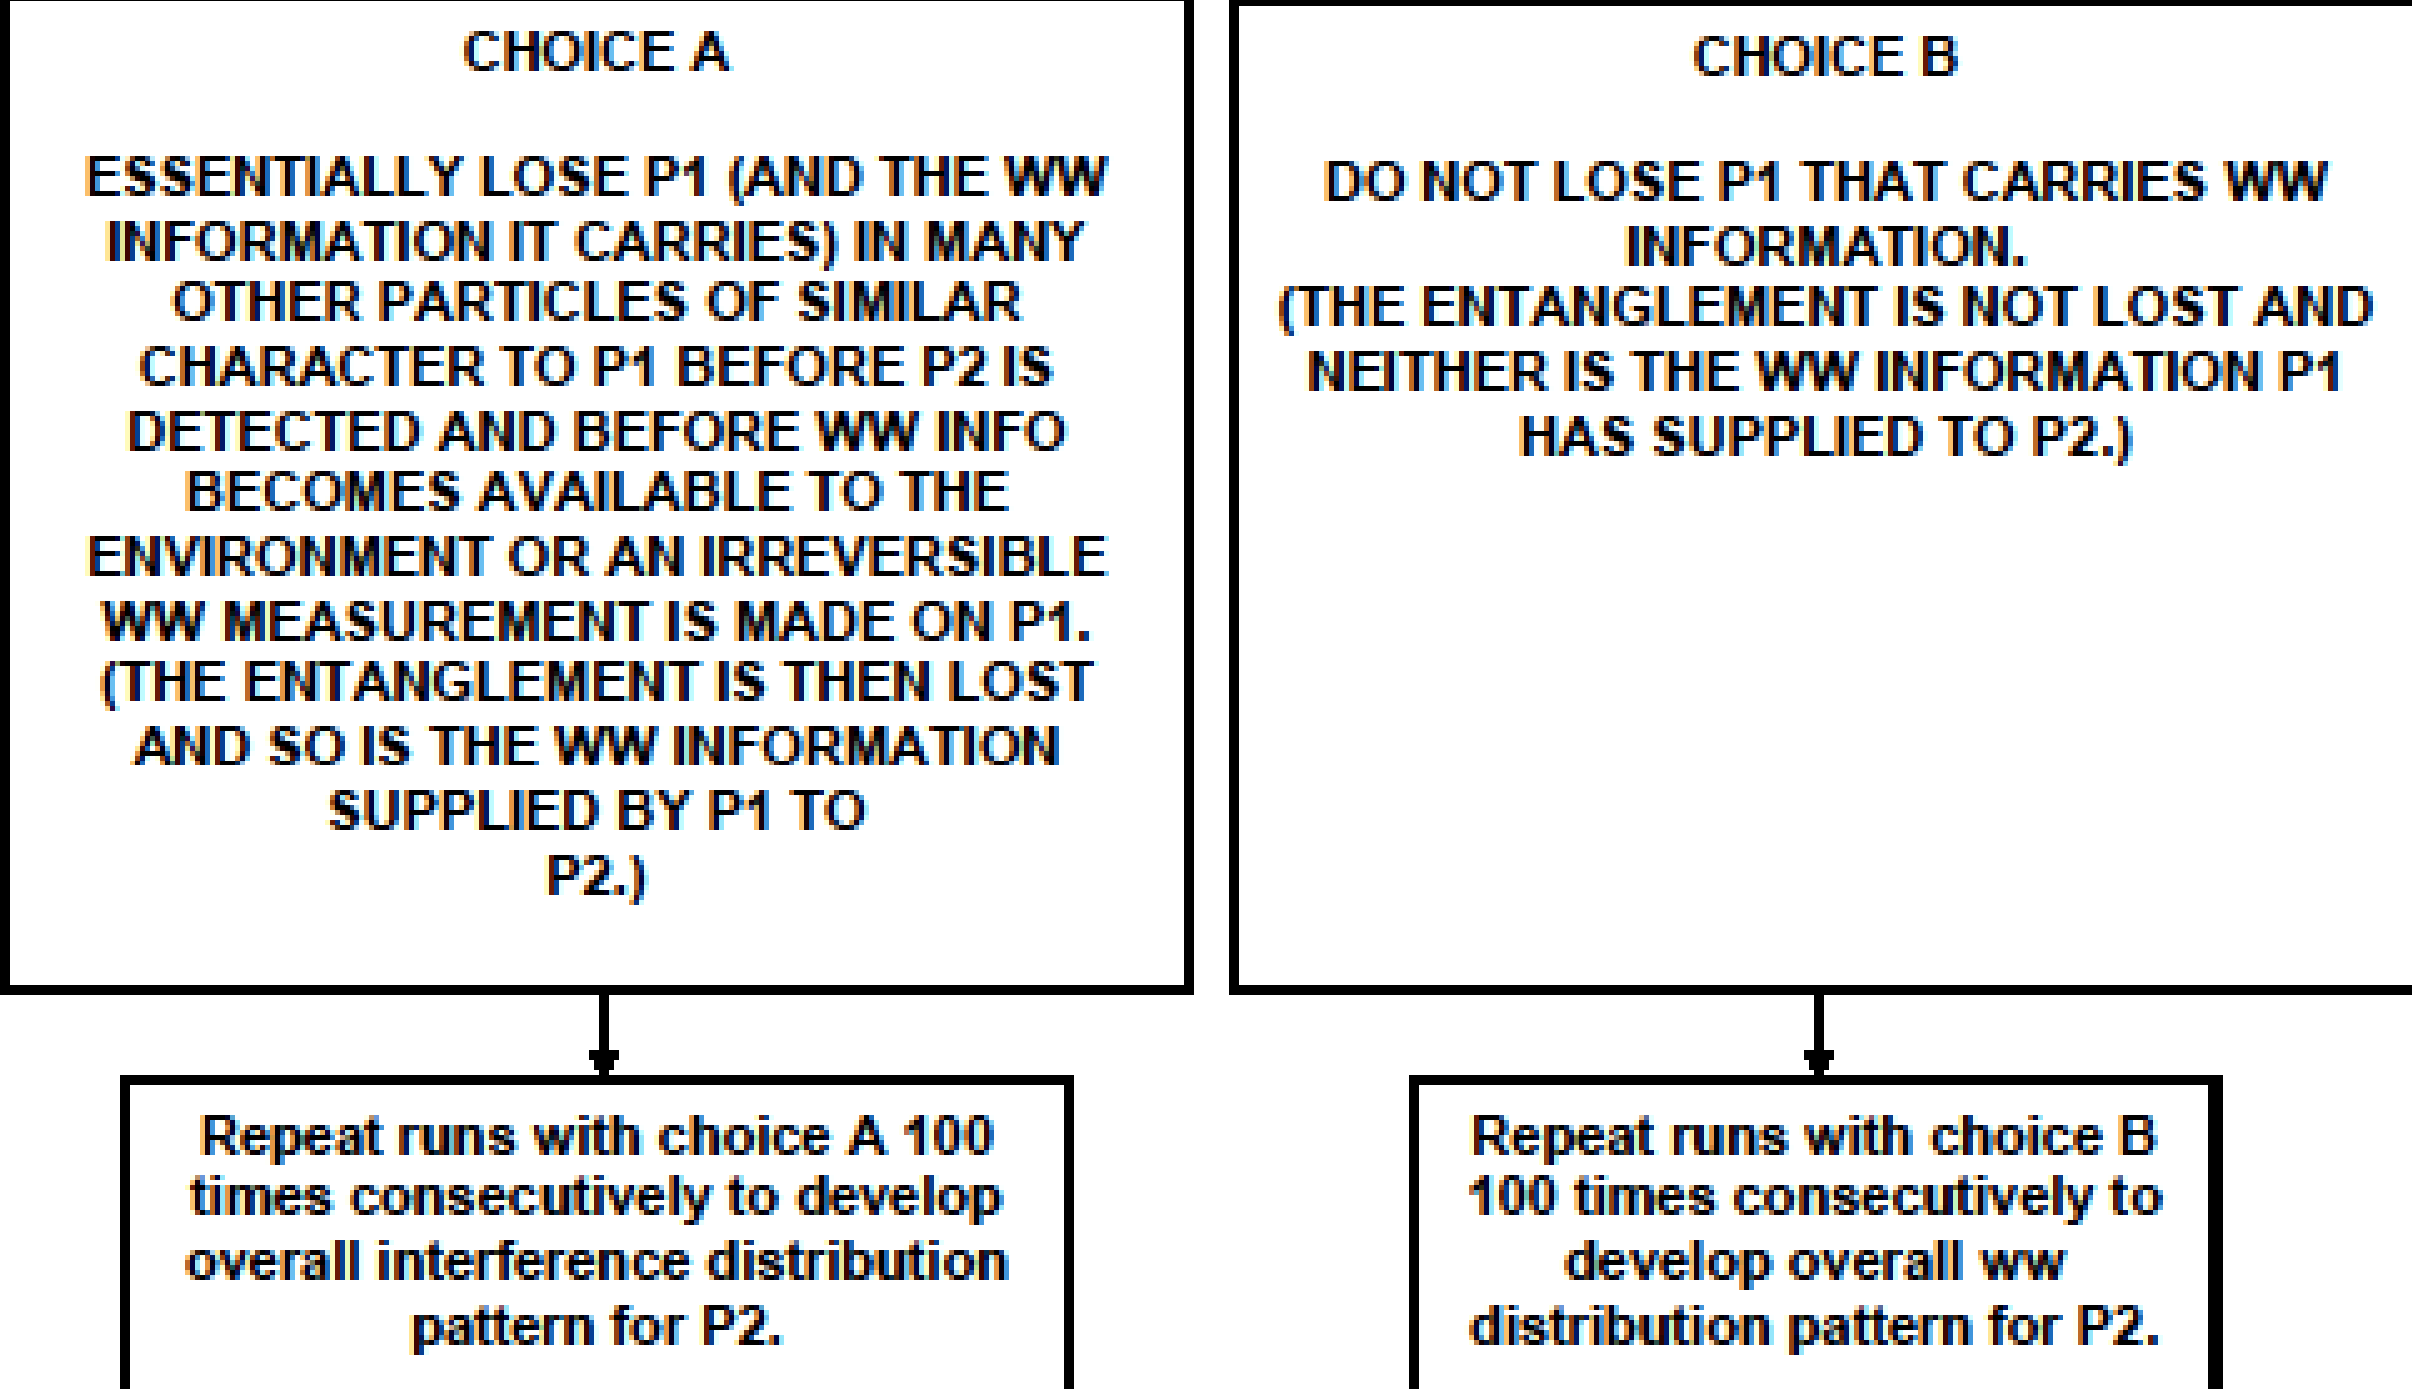 CHOICE A
ESSENTIALLY LOSE P1 (AND THE WW
INFORMATION IT CARRIES) IN MANY
OTHER PARTICLES OF SIMILAR
CHARACTER TO P1 BEFORE P2 IS
DETECTED AND BEFORE WW INFO
BECOMES AVAILABLE TO THE
ENVIRONMENT OR AN IRREVERSIBLE
WW MEASUREMENT IS MADE ON P1.
(THE ENTANGLEMENT IS THEN LOST
AND SO IS THE WW INFORMATION
SUPPLIED BY P1 TO
P2.)
CHOICE B
DO NOT LOSE P1 THAT CARRIES WW
INFORMATION.
(THE ENTANGLEMENT IS NOT LOST AND
NEITHER IS THE WW INFORMATION P1
HAS SUPPLIED TO P2.)
Repeat runs with choice A 100
times consecutively to develop
overall interference distribution
pattern for P2.
Repeat runs with choice B
100 times consecutively to
develop overall ww
distribution pattern for P2.